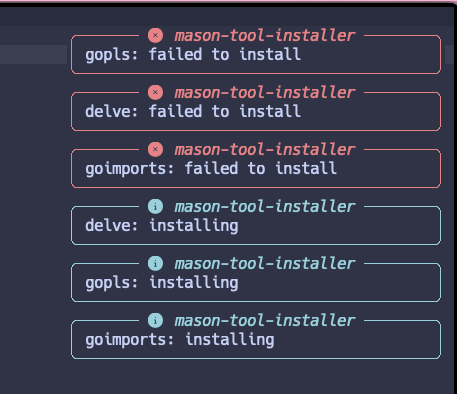 mason-tool-installer
gopls: failed to install
mason-tool-installer
delve: failed to install
mason-tool-installer
goimports: failed to install
mason-tool-installer
delve: installing
mason-tool-installer
gopls: installing
mason-tool-installer
goimports: installing